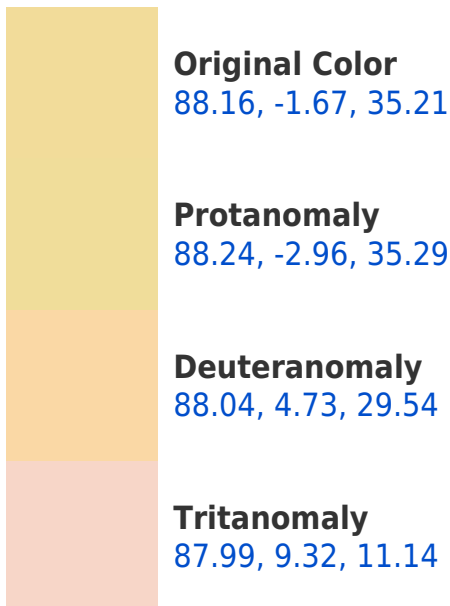 Original Color
88.16, -1.67, 35.21
Protanomaly
88.24, -2.96, 35.29
Deuteranomaly
88.04, 4.73, 29.54
Tritanomaly
87.99, 9.32, 11.14